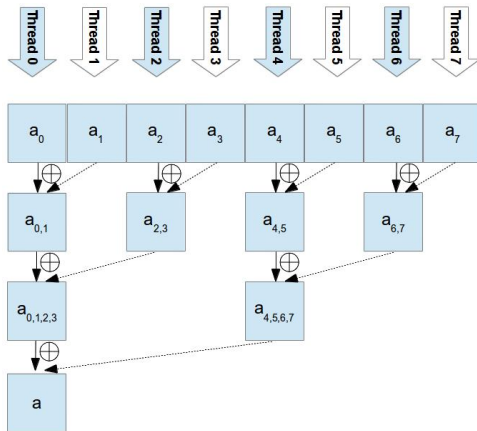 Thread 0 Thread 1 Thread 2 Thread 3 Thread 4 Thread 5 Thread 6 Thread 7
a0 a1 a2 a3 a4 a5 a6 a7
a0,1 a2,3 a4,5 a6,7
a0,1,2,3 a4,5,6,7
a